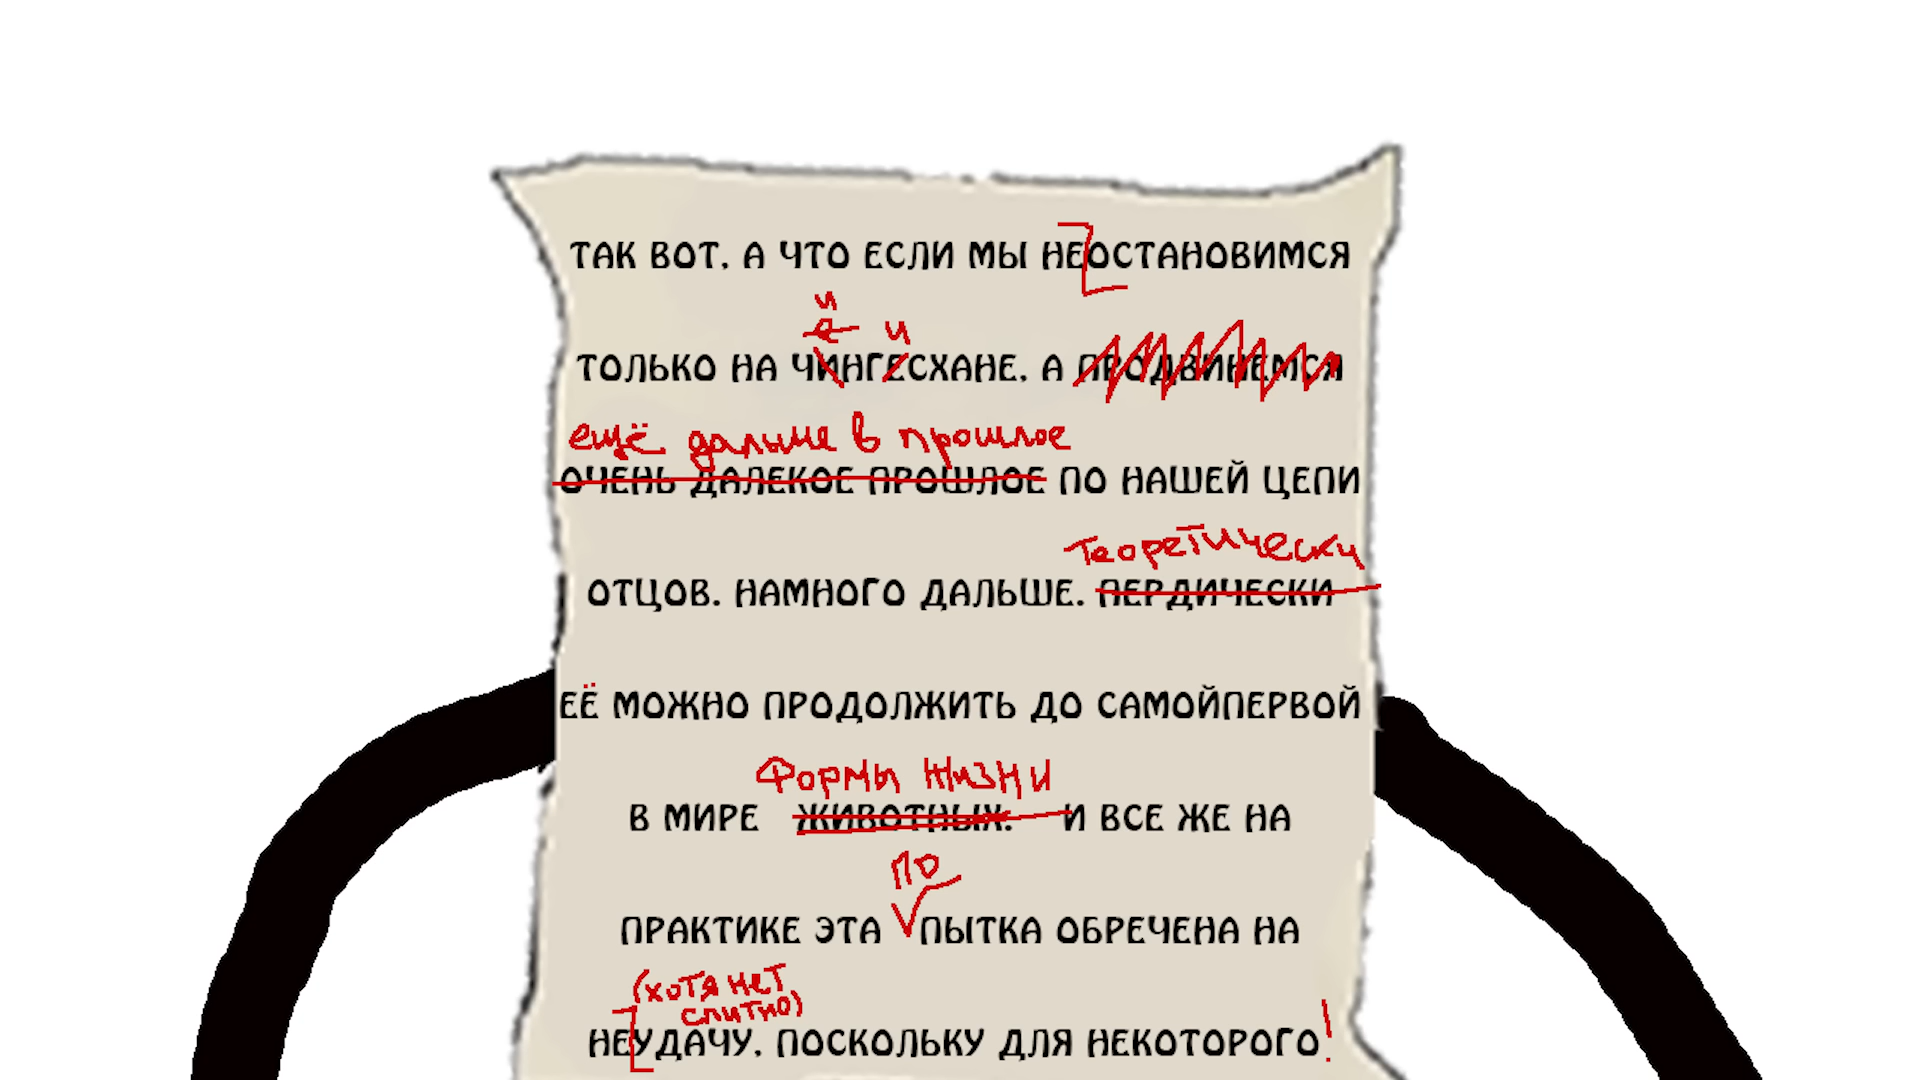 ТАК ВОТ, А ЧТО ЕСЛИ МЫ НЕОСТАНОВИМСЯ
й
е и
ТОЛЬКО НА ЧИНГЕСХАНЕ, А ПРОДВИНЕМСЯ
ещё дальше в прошлое
ОЧЕНЬ ДАЛЕКОЕ ПРОШЛОЕ ПО НАШЕЙ ЦЕПИ
Теоретически
ОТЦОВ. НАМНОГО ДАЛЬШЕ. ПЕРДИЧЕСКИ
ЕЁ МОЖНО ПРОДОЛЖИТЬ ДО САМОЙПЕРВОЙ
Формы жизни
В МИРЕ ЖИВОТНЫХ. И ВСЕ ЖЕ НА
ПО
ПРАКТИКЕ ЭТА ПЫТКА ОБРЕЧЕНА НА
(хотя нет
слитно)
НЕУДАЧУ, ПОСКОЛЬКУ ДЛЯ НЕКОТОРОГО!